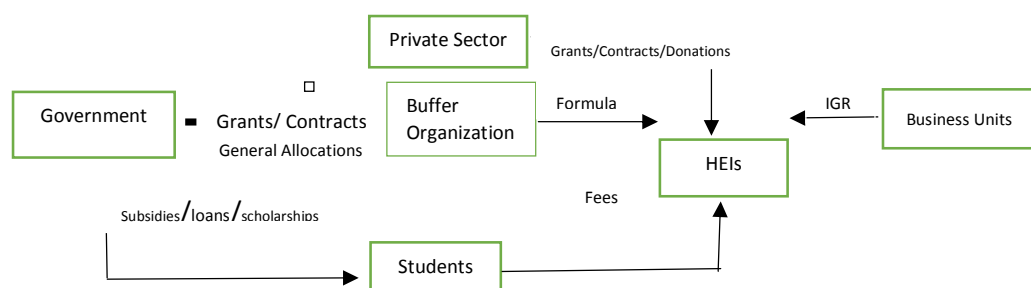 Private Sector
Grants/Contracts/Donations
Government
Grants/ Contracts
General Allocations
Buffer
Organization
Formula
IGR
Business Units
HEIs
Fees
Subsidies/loans/scholarships
Students